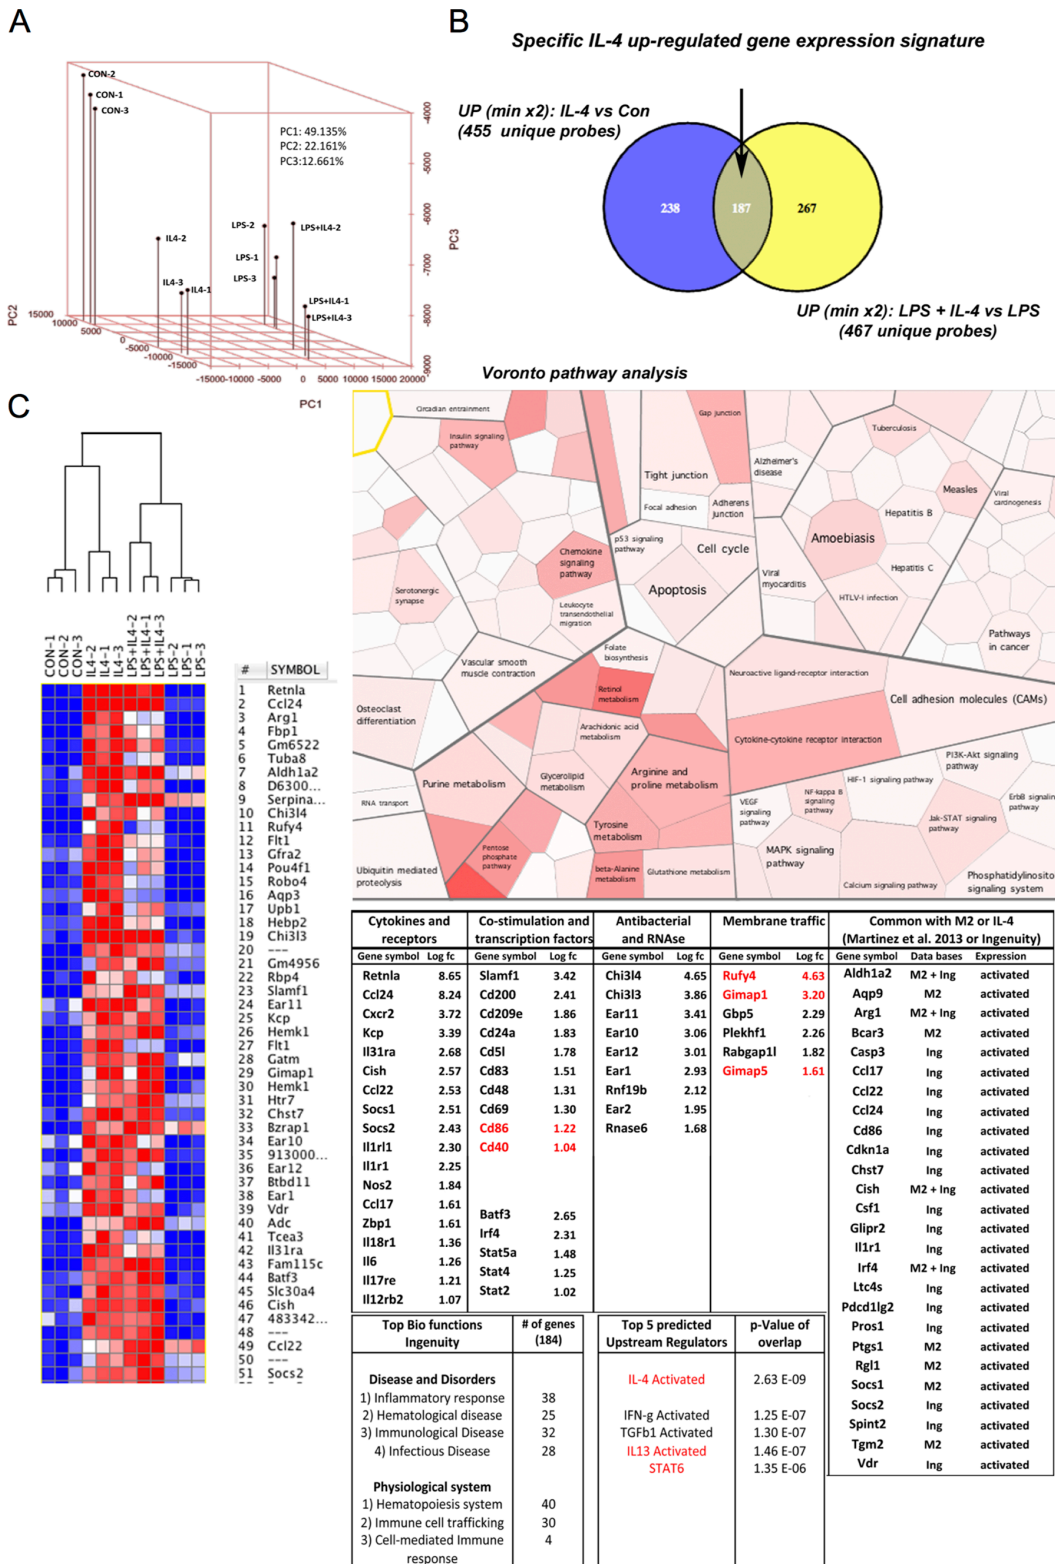 A
CON-2
CON-1
CON-3
PC1: 49.135%
PC2: 22.161%
PC3:12.661%
IL4-2
IL4-3
IL4-1
LPS-2
LPS+IL4-2
LPS-1
LPS-3
LPS+IL4-1
LPS+IL4-3
-4000
-5000
-6000
-7000
-8000
-9000
PC3
PC2
15000
10000
5000
0
-5000
-10000
-15000
-15000-10000
-5000
0
5000
10000
15000
20000
PC1
B
Specific IL-4 up-regulated gene expression signature
UP (min x2): IL-4 vs Con
(455 unique probes)
238
187
267
UP (min x2): LPS + IL-4 vs LPS
(467 unique probes)
C
CON-1
CON-2
CON-3
IL4-2
IL4-1
IL4-3
LPS+IL4-2
LPS+IL4-1
LPS+IL4-3
LPS-2
LPS-1
LPS-3
# SYMBOL
1 Retnla
2 Ccl24
3 Arg1
4 Fbp1
5 Gm6522
6 Tuba8
7 Aldh1a2
8 D6300...
9 Serpina...
10 Chi3l4
11 Rufy4
12 Flt1
13 Gfra2
14 Pou4f1
15 Robo4
16 Aqp3
17 Upb1
18 Hebp2
19 Chi3l3
20 ---
21 Gm4956
22 Rbp4
23 Slamf1
24 Ear11
25 Kcp
26 Hemk1
27 Flt1
28 Gatm
29 Gimap1
30 Hemk1
31 Htr7
32 Chst7
33 Bzrap1
34 Ear10
35 913000...
36 Ear12
37 Btbd11
38 Ear1
39 Vdr
40 Adc
41 Tcea3
42 Il31ra
43 Fam115c
44 Batf3
45 Slc30a4
46 Cish
47 483342...
48 ---
49 Ccl22
50 ---
51 Socs2
Voronto pathway analysis
Circadian entrainment
Insulin signaling
pathway
Gap junction
Tight junction
Focal adhesion
Adherens
junction
Alzheimer's
disease
Tuberculosis
Measles
Viral
carcinogenesis
Hepatitis B
Amoebiasis
Hepatitis C
HTLV-I infection
Viral
myocarditis
Pathways
in cancer
p53 signaling
pathway
Cell cycle
Apoptosis
Chemokine
signaling
pathway
Serotonergic
synapse
Leukocyte
transendothelial
migration
Vascular smooth
muscle contraction
Osteoclast
differentiation
Folate
biosynthesis
Retinol
metabolism
Neuroactive ligand-receptor interaction
Cell adhesion molecules (CAMs)
Cytokine-cytokine receptor interaction
Arachidonic acid
metabolism
Purine metabolism
Glycerolipid
metabolism
Arginine and
proline metabolism
RNA transport
Tyrosine
metabolism
Pentose
phosphate
pathway
beta-Alanine
metabolism
Glutathione metabolism
Ubiquitin mediated
proteolysis
PI3K-Akt signaling
pathway
HIF-1 signaling pathway
VEGF
signaling
pathway
NF-kappa B
signaling
pathway
ErbB signaling
pathway
Jak-STAT signaling
pathway
MAPK signaling
pathway
Calcium signaling pathway
Phosphatidylinosito
signaling system
Cytokines and
receptors
Gene symbol Log fc
Retnla 8.65
Ccl24 8.24
Cxcr2 3.72
Kcp 3.39
Il31ra 2.68
Cish 2.57
Ccl22 2.53
Socs1 2.51
Socs2 2.43
Il1rl1 2.30
Il1r1 2.25
Nos2 1.84
Ccl17 1.61
Zbp1 1.61
Il18r1 1.36
Il6 1.26
Il17re 1.21
Il12rb2 1.07
Co-stimulation and
transcription factors
Gene symbol Log fc
Slamf1 3.42
Cd200 2.41
Cd209e 1.86
Cd24a 1.83
Cd5l 1.78
Cd83 1.51
Cd48 1.31
Cd69 1.30
Cd86 1.22
Cd40 1.04
Batf3 2.65
Irf4 2.31
Stat5a 1.48
Stat4 1.25
Stat2 1.02
Antibacterial
and RNAse
Gene symbol Log fc
Chi3l4 4.65
Chi3l3 3.86
Ear11 3.41
Ear10 3.06
Ear12 3.01
Ear1 2.93
Rnf19b 2.12
Ear2 1.95
Rnase6 1.68
Membrane traffic
Gene symbol Log fc
Rufy4 4.63
Gimap1 3.20
Gbp5 2.29
Plekhf1 2.26
Rabgap1l 1.82
Gimap5 1.61
Common with M2 or IL-4
(Martinez et al. 2013 or Ingenuity)
Gene symbol Data bases Expression
Aldh1a2 M2 + Ing activated
Aqp9 M2 activated
Arg1 M2 + Ing activated
Bcar3 M2 activated
Casp3 Ing activated
Ccl17 Ing activated
Ccl22 Ing activated
Ccl24 Ing activated
Cd86 Ing activated
Cdkn1a Ing activated
Chst7 Ing activated
Cish M2 + Ing activated
Csf1 Ing activated
Glipr2 Ing activated
Il1r1 Ing activated
Irf4 M2 + Ing activated
Ltc4s Ing activated
Pdcd1lg2 Ing activated
Pros1 Ing activated
Ptgs1 M2 activated
Rgl1 M2 activated
Socs1 M2 activated
Socs2 Ing activated
Spint2 Ing activated
Tgm2 M2 activated
Vdr Ing activated
Top Bio functions
Ingenuity
# of genes
(184)
Disease and Disorders
1) Inflammatory response 38
2) Hematological disease 25
3) Immunological Disease 32
4) Infectious Disease 28
Physiological system
1) Hematopoiesis system 40
2) Immune cell trafficking 30
3) Cell-mediated Immune 4
response
Top 5 predicted
Upstream Regulators
p-Value of
overlap
IL-4 Activated 2.63 E-09
IFN-g Activated 1.25 E-07
TGFb1 Activated 1.30 E-07
IL13 Activated 1.46 E-07
STAT6 1.35 E-06